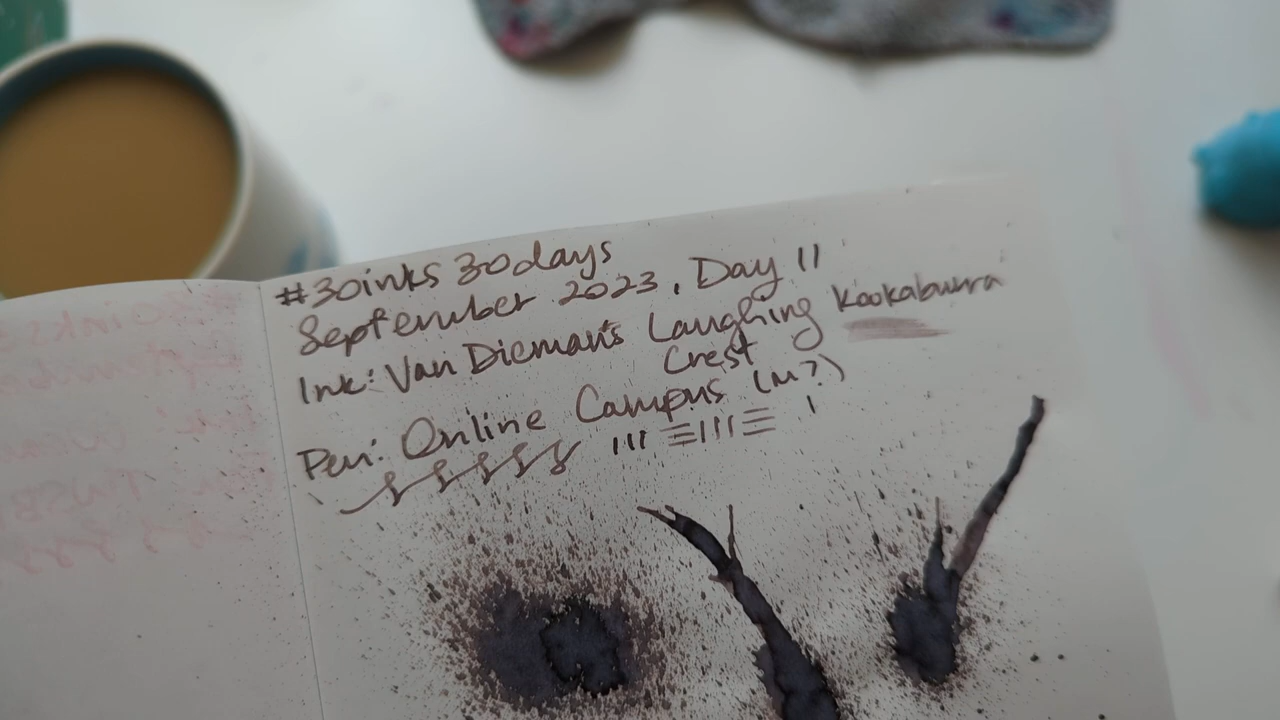 #30inks30days
September 2023, Day 11
Ink: Van Dieman's Laughing Kookaburra
Crest
Pen: Online Campus (M?)